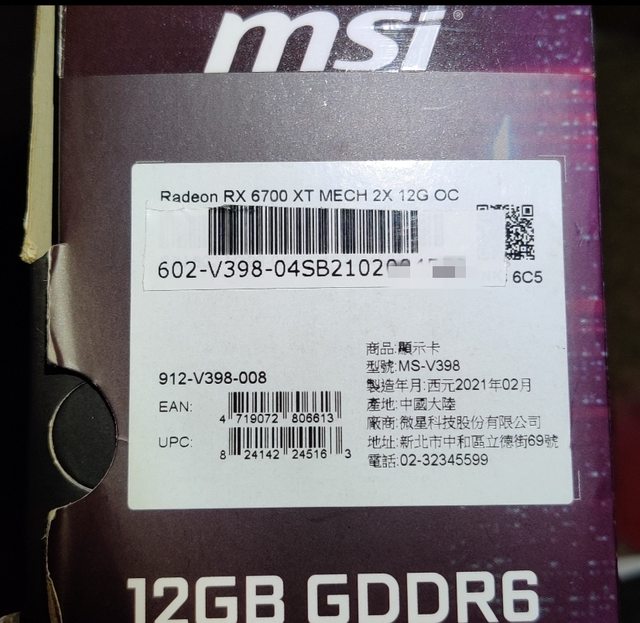 msi
Radeon RX 6700 XT MECH 2X 12G OC
602-V398-04SB2102
6C5
912-V398-008
EAN:
4 719072 806613
UPC:
8 24142 24516 3
商品:顯示卡
型號:MS-V398
製造年月:西元2021年02月
產地:中國大陸
廠商:微星科技股份有限公司
地址:新北市中和區立德街69號
電話:02-32345599
12GB GDDR6